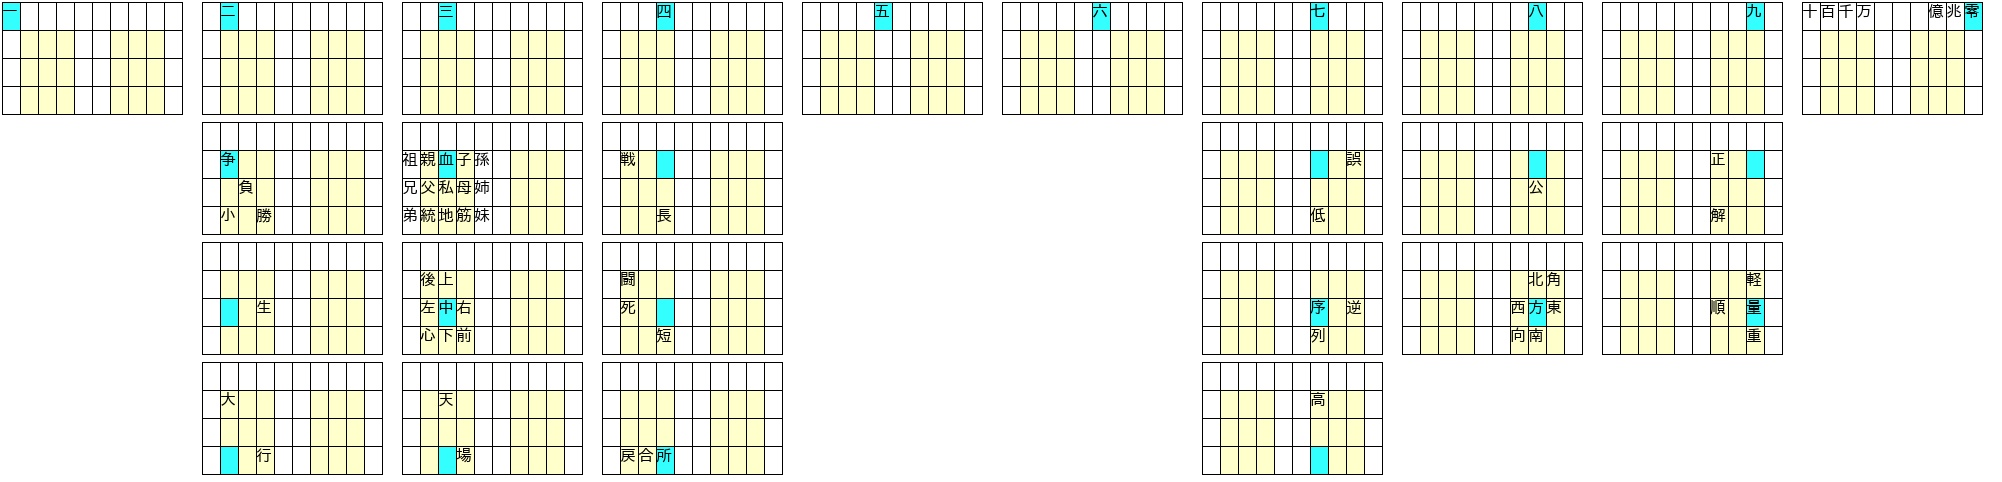 一 二 三 四 五 六 七 八 九 十百千万 億兆零
争 祖親血子孫 戦 誤 正
負 兄父私母姉 公
小 勝 弟統地筋妹 長 低 解
後上 闘 北角 軽
生 左中右 死 序 逆 西方東 順 量
心下前 短 列 向南 重
大 天 高
行 場 戻合所